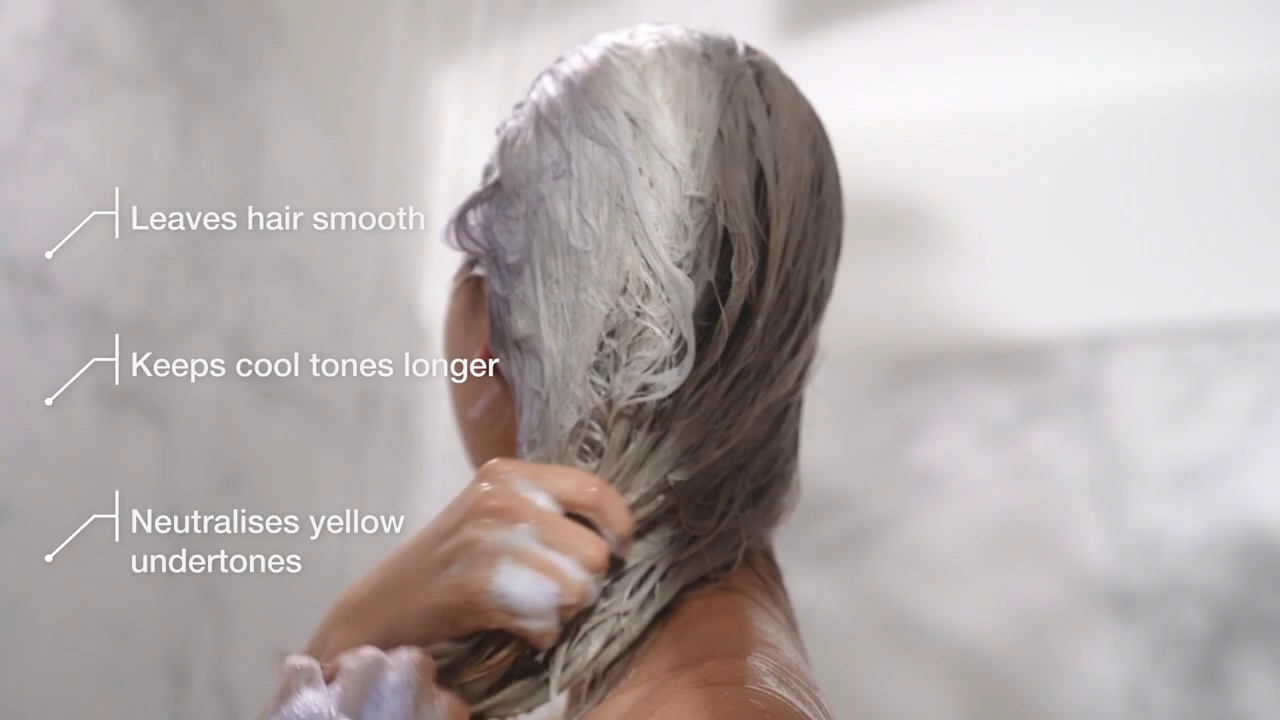 Leaves hair smooth
Keeps cool tones longer
Neutralises yellow
undertones